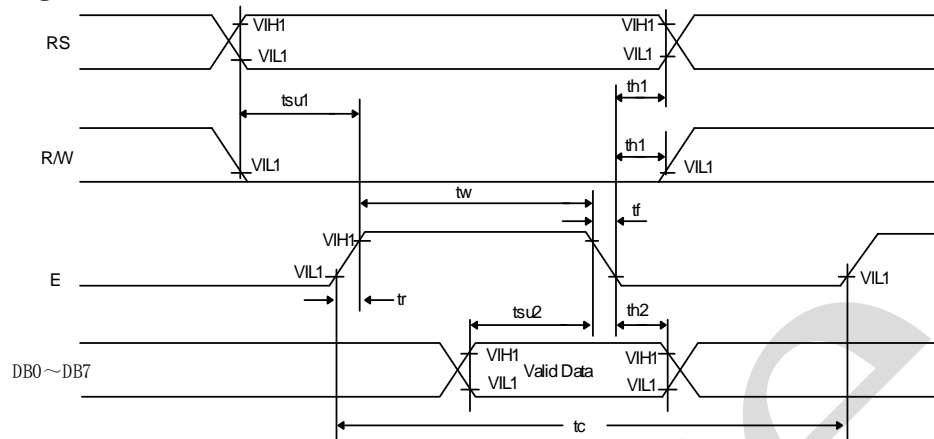 VIH1 VIH1
RS
VIL1 VIL1
th1
tsu1
th1
R/W
VIL1 VIL1
tw
tf
VIH1
VIL1 VIL1
E
tr
tsu2 th2
VIH1 VIH1
DB0～DB7 Valid Data
VIL1 VIL1
tc